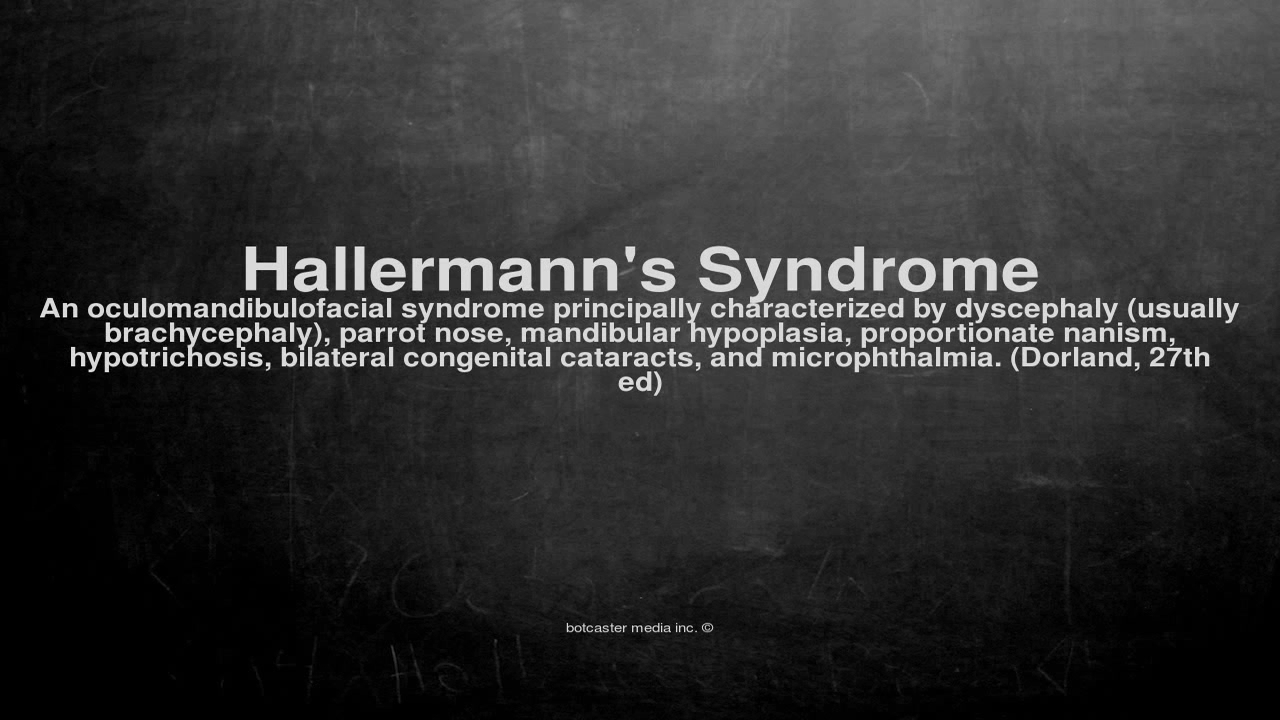 Hallermann's Syndrome
An oculomandibulofacial syndrome principally characterized by dyscephaly (usually
brachycephaly), parrot nose, mandibular hypoplasia, proportionate nanism,
hypotrichosis, bilateral congenital cataracts, and microphthalmia. (Dorland, 27th
ed)
botcaster media inc. ©